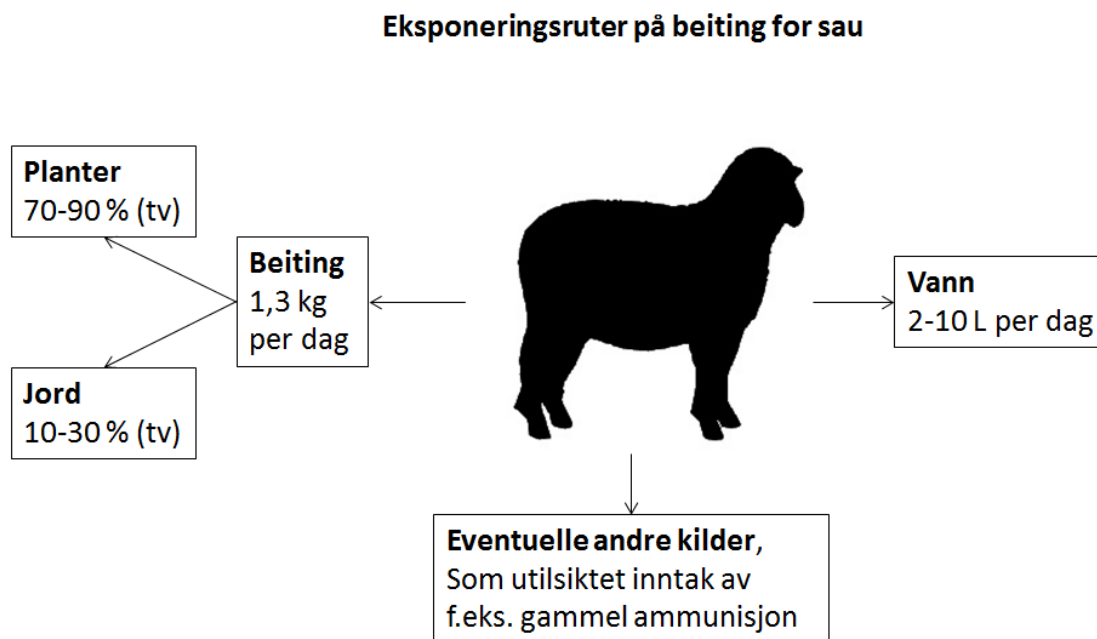 Eksponeringsruter på beiting for sau
Planter
70-90 % (tv)
Beiting
1,3 kg
per dag
Jord
10-30 % (tv)
Vann
2-10 L per dag
Eventuelle andre kilder,
Som utilsiktet inntak av
f.eks. gammel ammunisjon